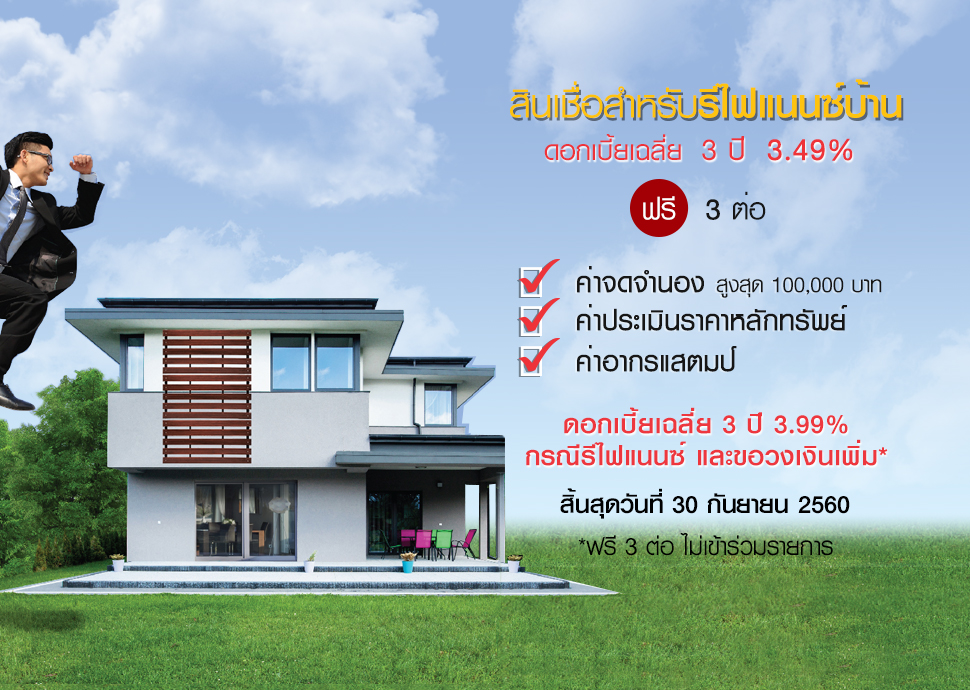 สินเชื่อสำหรับรีไฟแนนซ์บ้าน
ดอกเบี้ยเฉลี่ย 3 ปี 3.49%
ฟรี 3 ต่อ
ค่าจดจำนอง สูงสุด 100,000 บาท
ค่าประเมินราคาหลักทรัพย์
ค่าอากรแสตมป์
ดอกเบี้ยเฉลี่ย 3 ปี 3.99%
กรณีรีไฟแนนซ์ และขอวงเงินเพิ่ม*
สิ้นสุดวันที่ 30 กันยายน 2560
*ฟรี 3 ต่อ ไม่เข้าร่วมรายการ